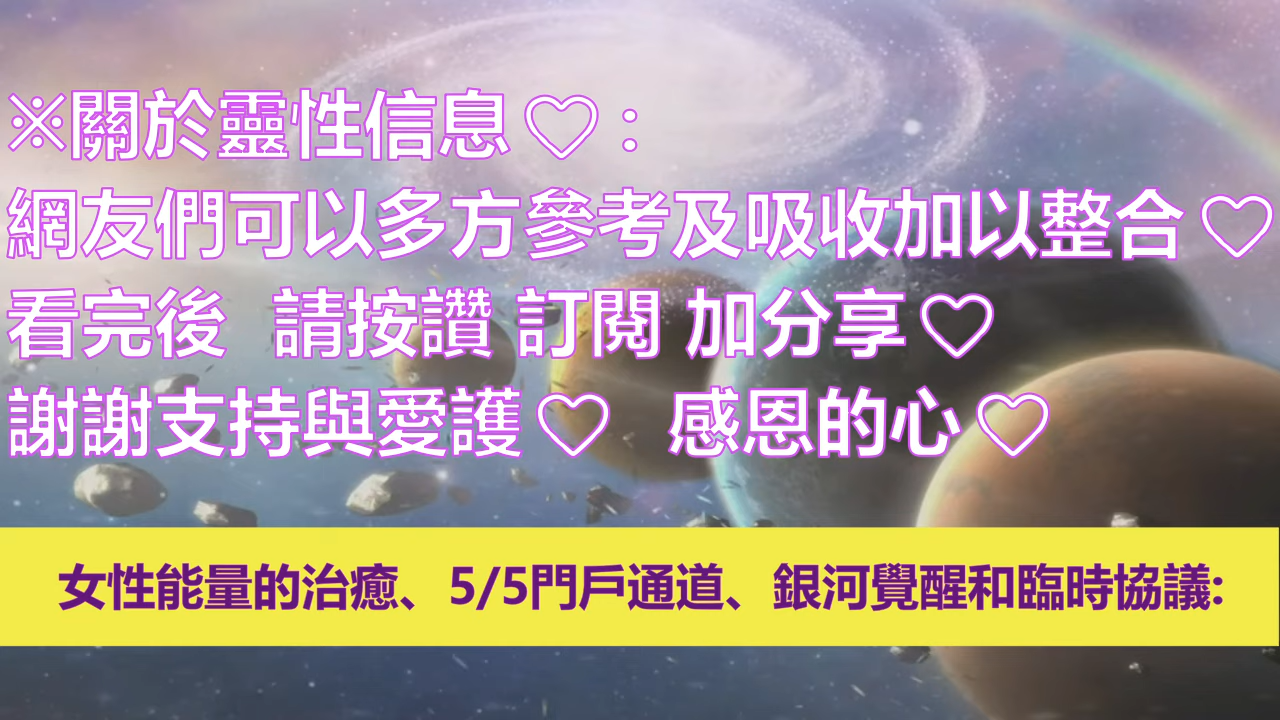 ※關於靈性信息♡:
網友們可以多方參考及吸收加以整合♡
看完後 請按讚 訂閱 加分享♡
謝謝支持與愛護♡ 感恩的心♡
女性能量的治癒、5/5門戶通道、銀河覺醒和臨時協議: